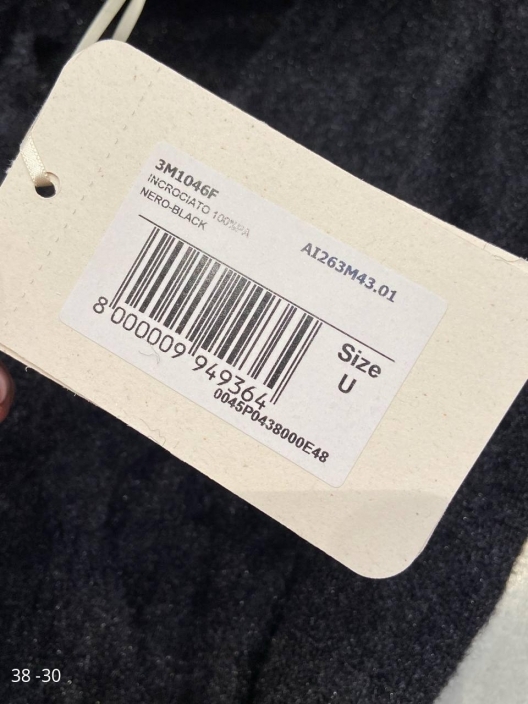 3M1046F
INCROCIATO 100%PA
NERO-BLACK
AI263M43.01
Size
U
8 000009 949364
0045P0438000E48
38 -30